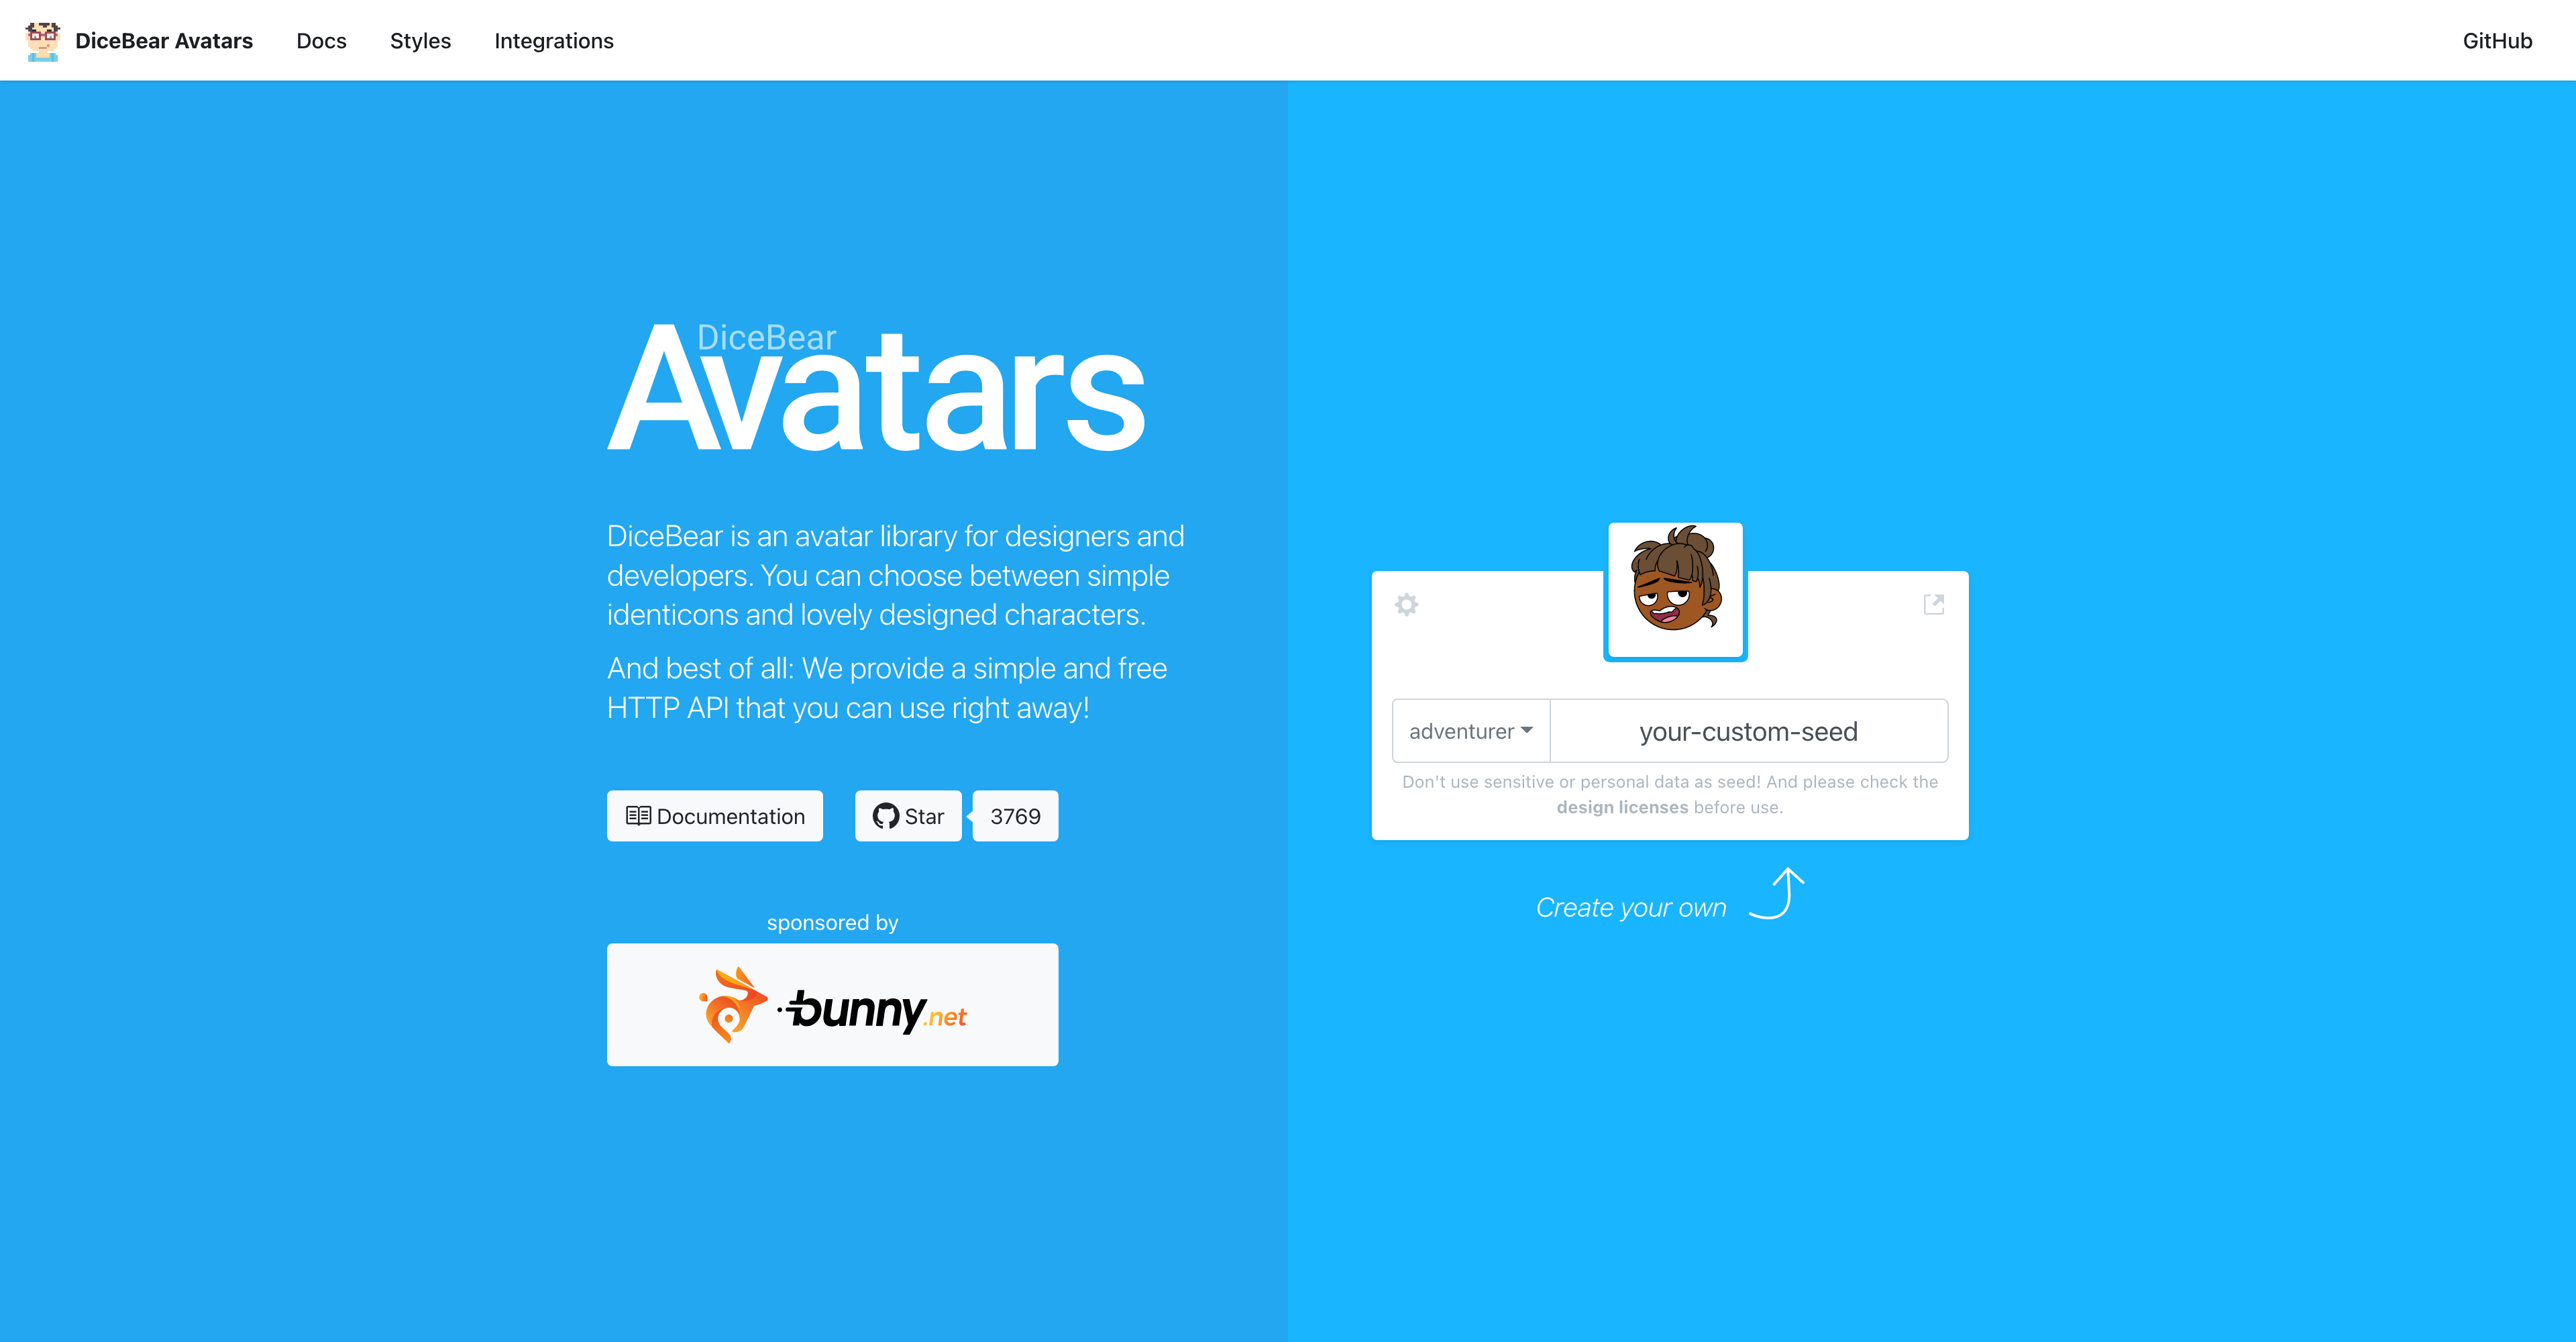 DiceBear Avatars
Docs
Styles
Integrations
GitHub
DiceBear
Avatars
DiceBear is an avatar library for designers and
developers. You can choose between simple
identicons and lovely designed characters.
And best of all: We provide a simple and free
HTTP API that you can use right away!
Documentation
Star
3769
sponsored by
bunny.net
adventurer
your-custom-seed
Don't use sensitive or personal data as seed! And please check the
design licenses before use.
Create your own